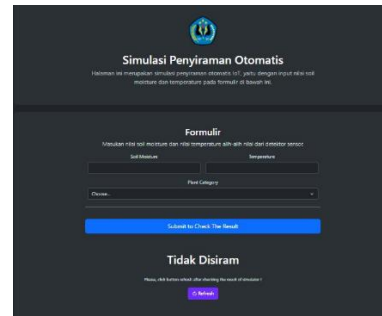 Simulasi Penyiraman Otomatis
Halaman ini merupakan simulasi penyiraman otomatis IoT, yaitu dengan input nilai soil
moisture dan temperature pada formulir di bawah ini.
Formulir
Masukan nilai soil moisture dan nilai temperature alih-alih nilai dari detektor sensor.
Soil Moisture
Temperature
Plant Category
Choose...
Submit to Check The Result
Tidak Disiram
Please, click button refresh after showing the result of simulator !
Refresh